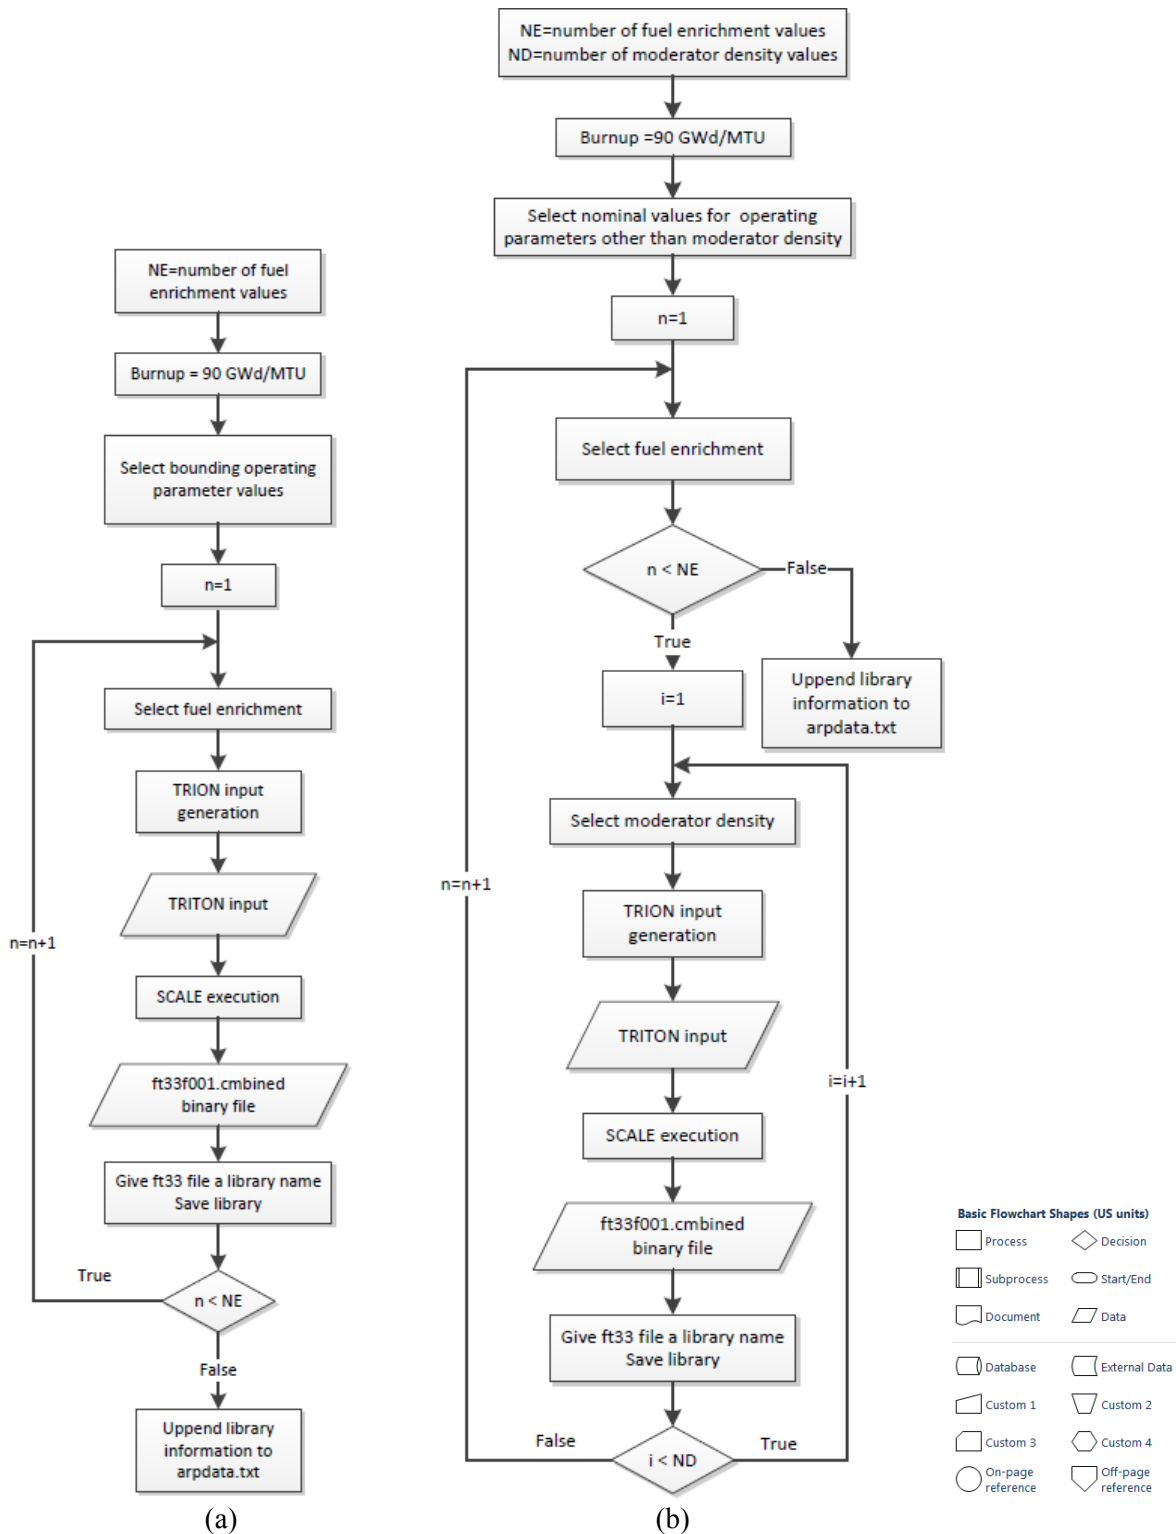 NE=number of fuel
enrichment values
Burnup = 90 GWd/MTU
Select bounding operating
parameter values
n=1
Select fuel enrichment
TRION input
generation
TRITON input
n=n+1
SCALE execution
ft33f001.cmbined
binary file
Give ft33 file a library name
Save library
True
n < NE
False
Uppend library
information to
arpdata.txt
(a)
NE=number of fuel enrichment values
ND=number of moderator density values
Burnup =90 GWd/MTU
Select nominal values for operating
parameters other than moderator density
n=1
Select fuel enrichment
n < NE
False
True
i=1
Uppend library
information to
arpdata.txt
Select moderator density
n=n+1
TRION input
generation
TRITON input
i=i+1
SCALE execution
ft33f001.cmbined
binary file
Give ft33 file a library name
Save library
False
i < ND
True
(b)
Basic Flowchart Shapes (US units)
Process
Decision
Subprocess
Start/End
Document
Data
Database
External Data
Custom 1
Custom 2
Custom 3
Custom 4
On-page
reference
Off-page
reference